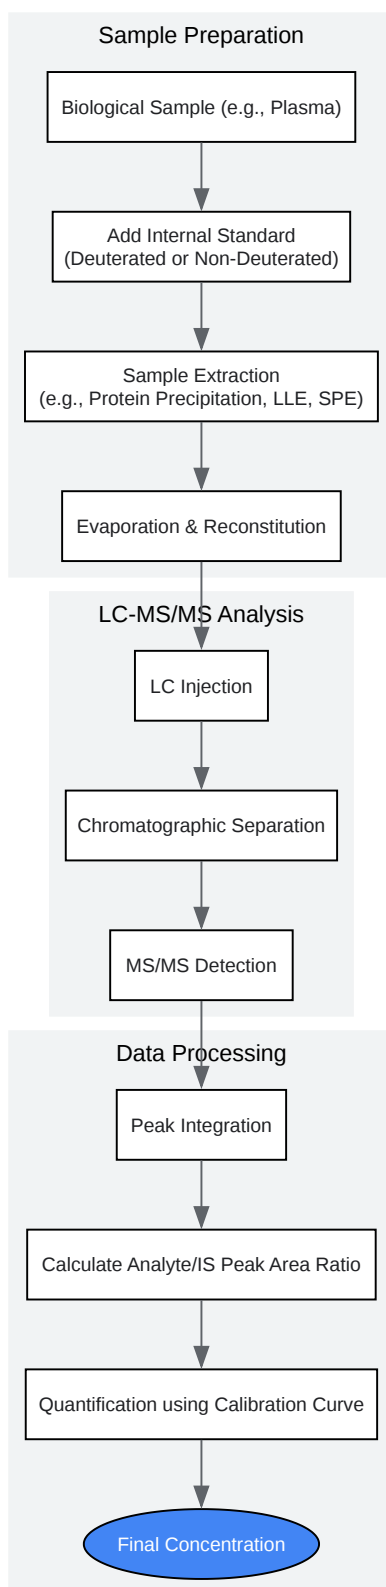 Sample Preparation
Biological Sample (e.g., Plasma)
Add Internal Standard
(Deuterated or Non-Deuterated)
Sample Extraction
(e.g., Protein Precipitation, LLE, SPE)
Evaporation & Reconstitution
LC-MS/MS Analysis
LC Injection
Chromatographic Separation
MS/MS Detection
Data Processing
Peak Integration
Calculate Analyte/IS Peak Area Ratio
Quantification using Calibration Curve
Final Concentration